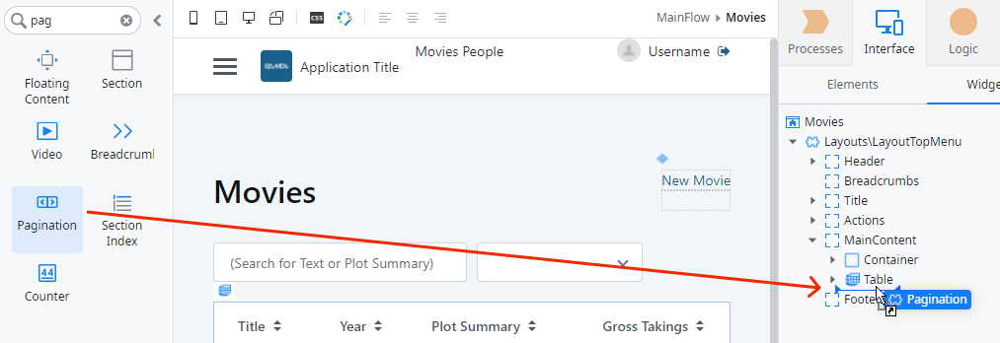 pag
Floating
Content
Section
Video
Breadcruml
Pagination
Section
Index
Counter
css
MainFlow ▸ Movies
Application Title
Movies People
Username
Movies
New Movie
(Search for Text or Plot Summary)
Title
Year
Plot Summary
Gross Takings
Processes
Interface
Logic
Elements
Widge
Movies
Layouts\LayoutTopMenu
Header
Breadcrumbs
Title
Actions
MainContent
Container
Table
Foote
Pagination